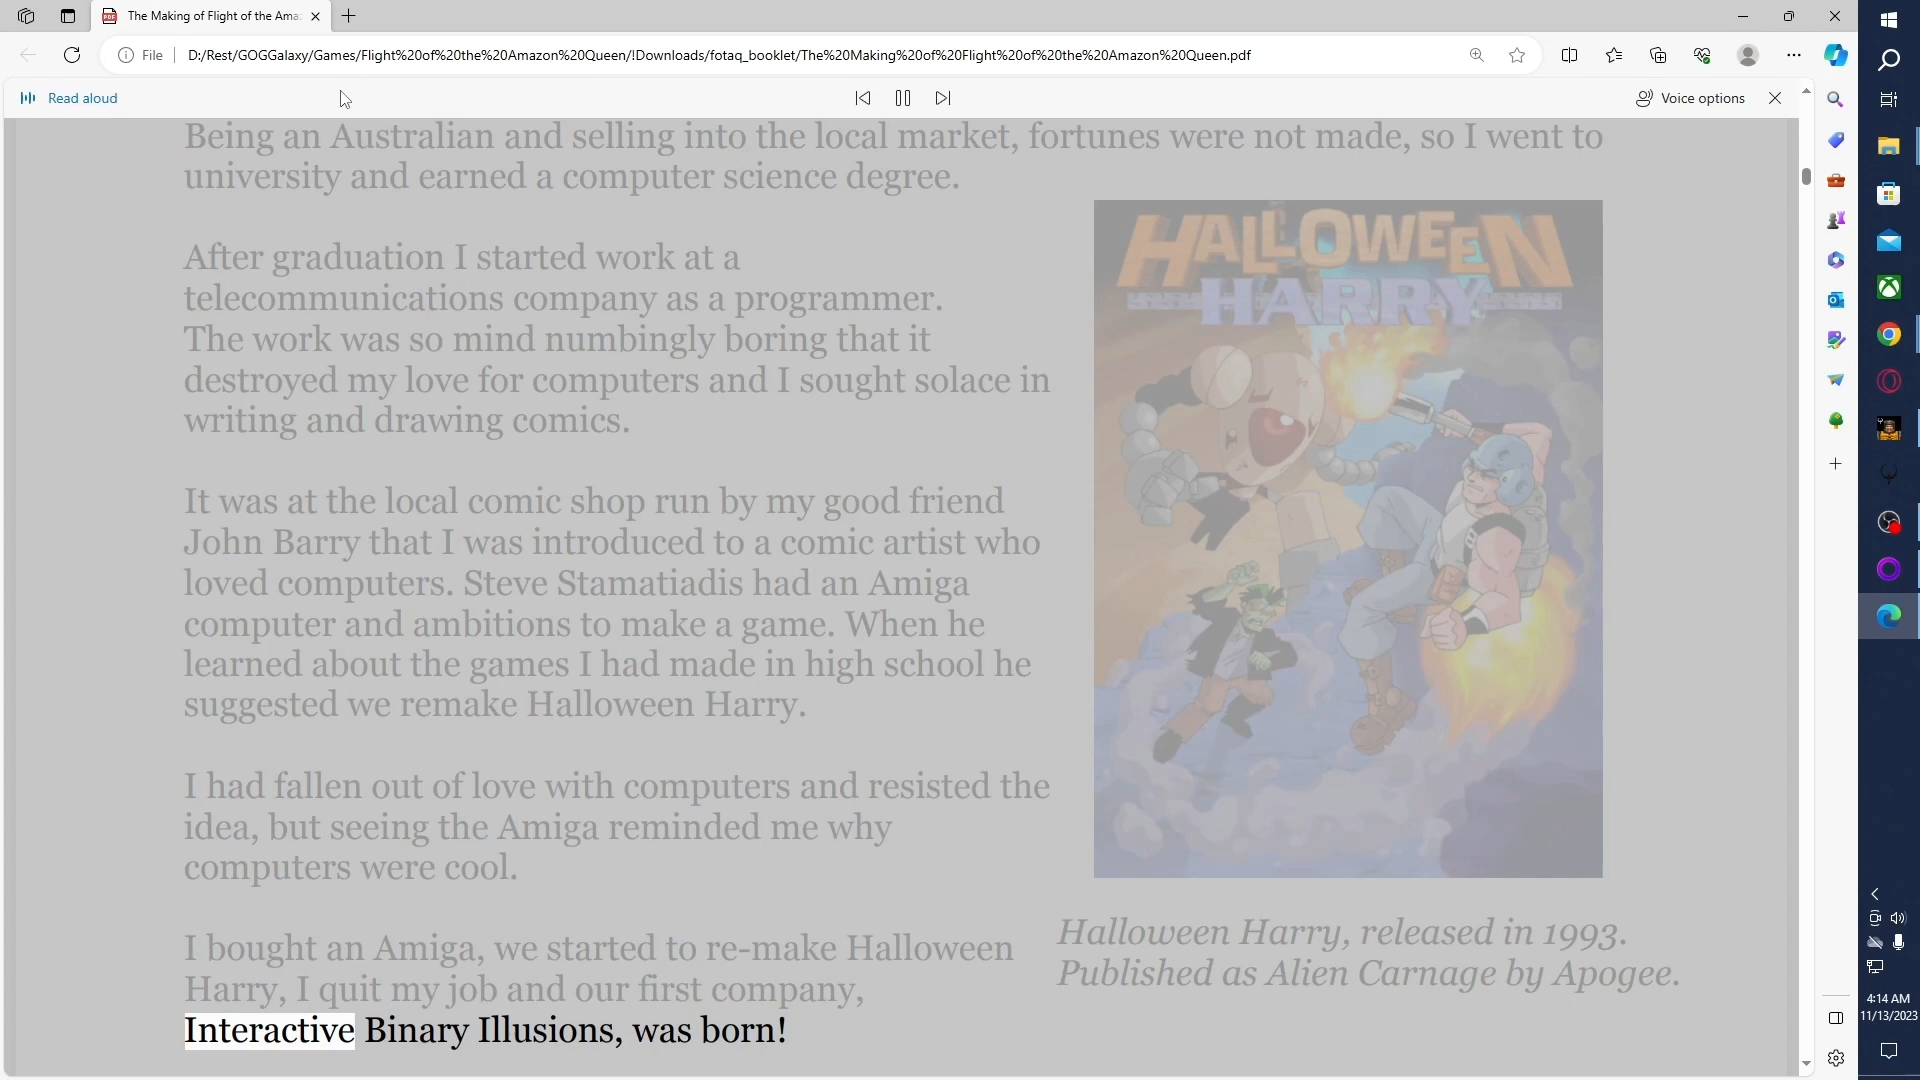 The Making of Flight of the Ama
File
D:/Rest/GOGGalaxy/Games/Flight%20of%20the%20Amazon%20Queen/!Downloads/fotaq_booklet/The%20Making%20of%20Flight%20of%20the%20Amazon%20Queen.pdf
Read aloud
Voice options
Being an Australian and selling into the local market, fortunes were not made, so I went to
university and earned a computer science degree.
After graduation I started work at a
telecommunications company as a programmer.
The work was so mind numbingly boring that it
destroyed my love for computers and I sought solace in
writing and drawing comics.
It was at the local comic shop run by my good friend
John Barry that I was introduced to a comic artist who
loved computers. Steve Stamatiadis had an Amiga
computer and ambitions to make a game. When he
learned about the games I had made in high school he
suggested we remake Halloween Harry.
I had fallen out of love with computers and resisted the
idea, but seeing the Amiga reminded me why
computers were cool.
I bought an Amiga, we started to re-make Halloween
Harry, I quit my job and our first company,
Interactive Binary Illusions, was born!
HALLOWEEN
HARRY
Halloween Harry, released in 1993.
Published as Alien Carnage by Apogee.
4:14 AM
11/13/2023